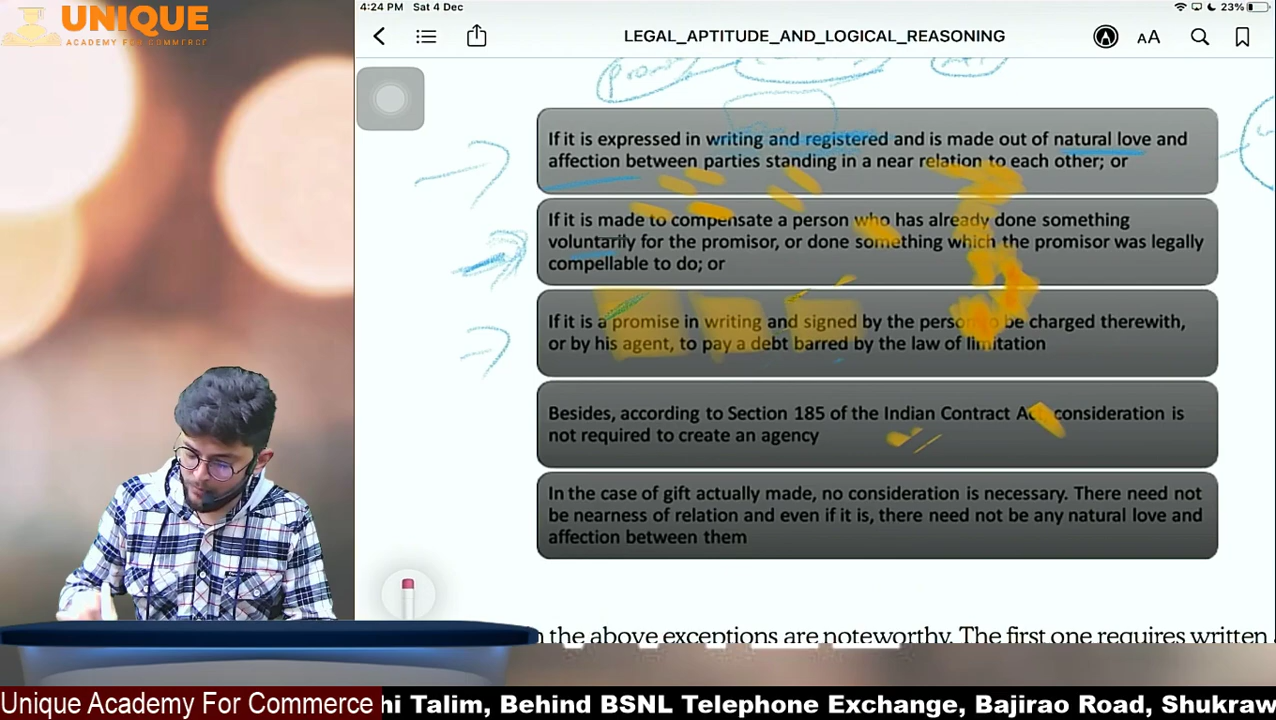 UNIQUE
ACADEMY FOR COMMERCE
4:24 PM Sat 4 Dec
23%
LEGAL_APTITUDE_AND_LOGICAL_REASONING
AA
If it is expressed in writing and registered and is made out of natural love and
affection between parties standing in a near relation to each other; or
If it is made to compensate a person who has already done something
voluntarily for the promisor, or done something which the promisor was legally
compellable to do; or
If it is a promise in writing and signed by the person to be charged therewith,
or by his agent, to pay a debt barred by the law of limitation
Besides, according to Section 185 of the Indian Contract Act, consideration is
not required to create an agency
In the case of gift actually made, no consideration is necessary. There need not
be nearness of relation and even if it is, there need not be any natural love and
affection between them
the above exceptions are noteworthy. The first one requires written
Unique Academy For Commerce
hi Talim, Behind BSNL Telephone Exchange, Bajirao Road, Shukraw